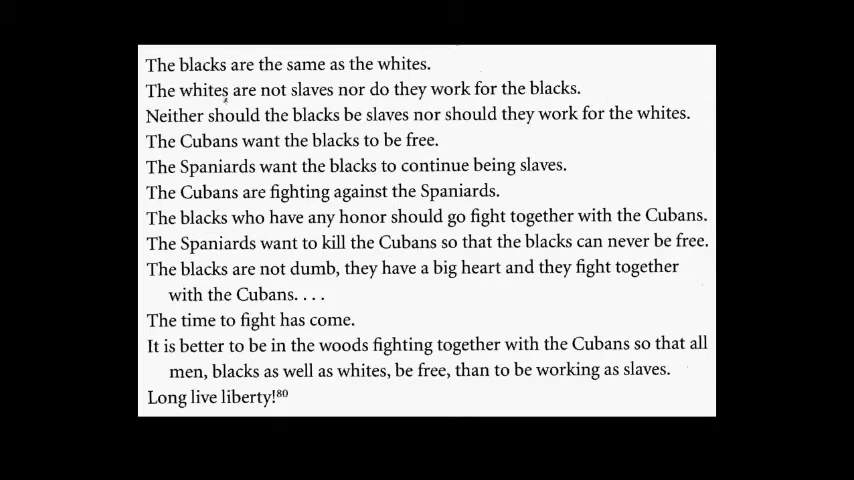 The blacks are the same as the whites.
The whites are not slaves nor do they work for the blacks.
Neither should the blacks be slaves nor should they work for the whites.
The Cubans want the blacks to be free.
The Spaniards want the blacks to continue being slaves.
The Cubans are fighting against the Spaniards.
The blacks who have any honor should go fight together with the Cubans.
The Spaniards want to kill the Cubans so that the blacks can never be free.
The blacks are not dumb, they have a big heart and they fight together
with the Cubans. . . .
The time to fight has come.
It is better to be in the woods fighting together with the Cubans so that all
men, blacks as well as whites, be free, than to be working as slaves.
Long live liberty!⁸⁰